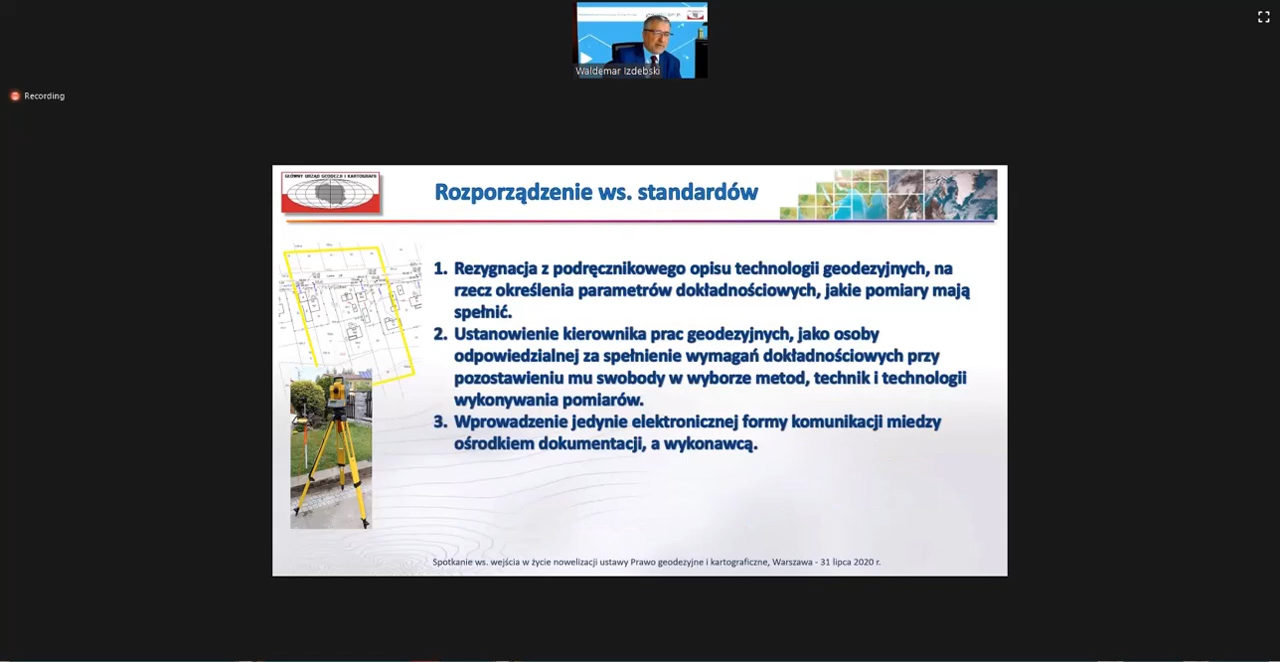 Waldemar Izdebski
Recording
GŁÓWNY URZĄD GEODEZJI I KARTOGRAFII
Rozporządzenie ws. standardów
1. Rezygnacja z podręcznikowego opisu technologii geodezyjnych, na
rzecz określenia parametrów dokładnościowych, jakie pomiary mają
spełnić.
2. Ustanowienie kierownika prac geodezyjnych, jako osoby
odpowiedzialnej za spełnienie wymagań dokładnościowych przy
pozostawieniu mu swobody w wyborze metod, technik i technologii
wykonywania pomiarów.
3. Wprowadzenie jedynie elektronicznej formy komunikacji miedzy
ośrodkiem dokumentacji, a wykonawcą.
Spotkanie ws. wejścia w życie nowelizacji ustawy Prawo geodezyjne i kartograficzne, Warszawa - 31 lipca 2020 r.